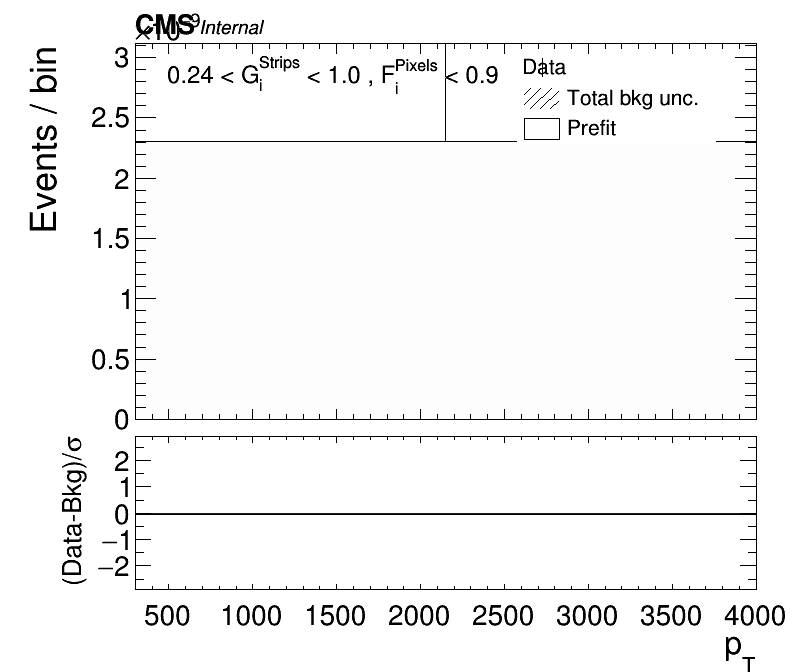 CMS Internal
×10⁹
0.24 < G_i^Strips < 1.0 , F_i^Pixels < 0.9
Data
Total bkg unc.
Prefit
Events / bin
3
2.5
2
1.5
1
0.5
0
(Data-Bkg)/σ
2
1
0
−1
−2
500 1000 1500 2000 2500 3000 3500 4000
p_T